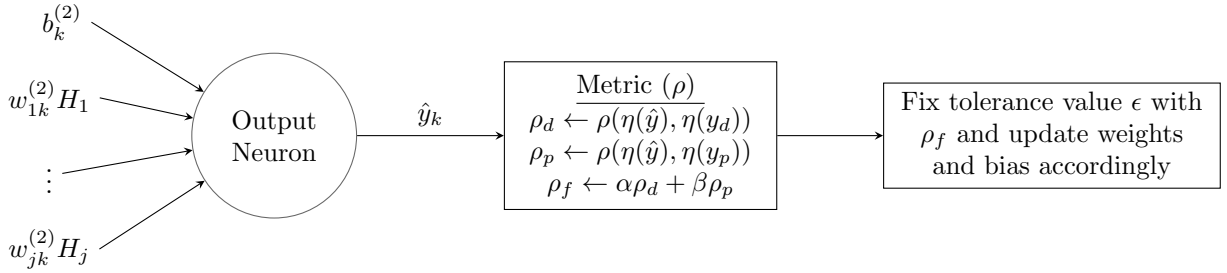 b_k^{(2)}
w_{1k}^{(2)} H_1
⋮
w_{jk}^{(2)} H_j
Output
Neuron
ŷ_k
Metric (ρ)
ρ_d ← ρ(η(ŷ), η(y_d))
ρ_p ← ρ(η(ŷ), η(y_p))
ρ_f ← αρ_d + βρ_p
Fix tolerance value ϵ with
ρ_f and update weights
and bias accordingly